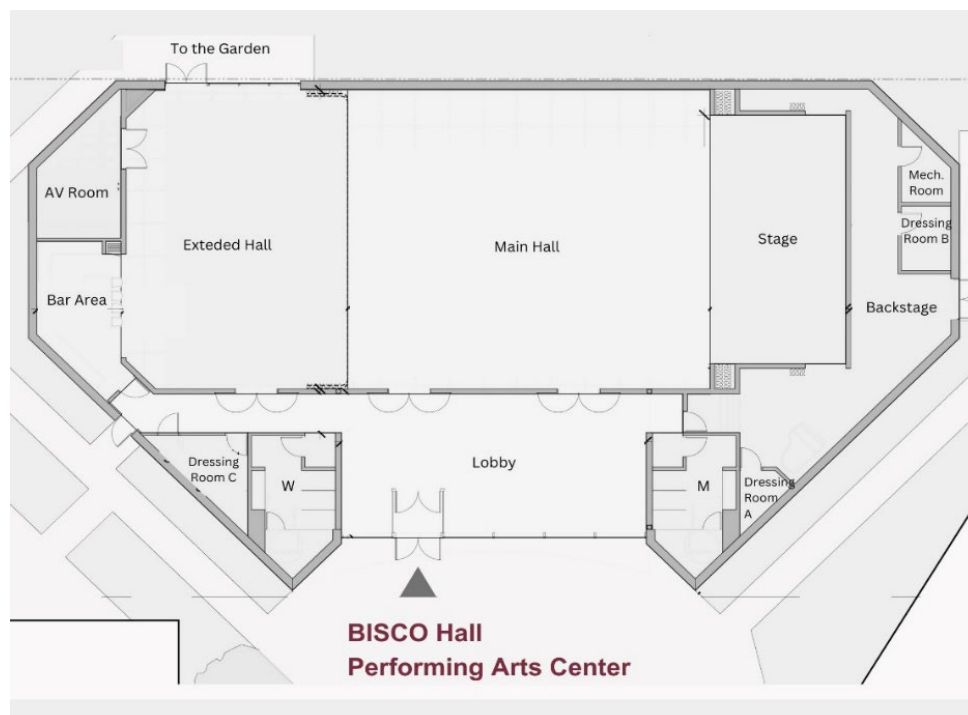 To the Garden
AV Room
Exteded Hall
Main Hall
Stage
Mech.
Room
Dressing
Room B
Bar Area
Backstage
Dressing
Room C
W
Lobby
M
Dressing
Room
A
BISCO Hall
Performing Arts Center